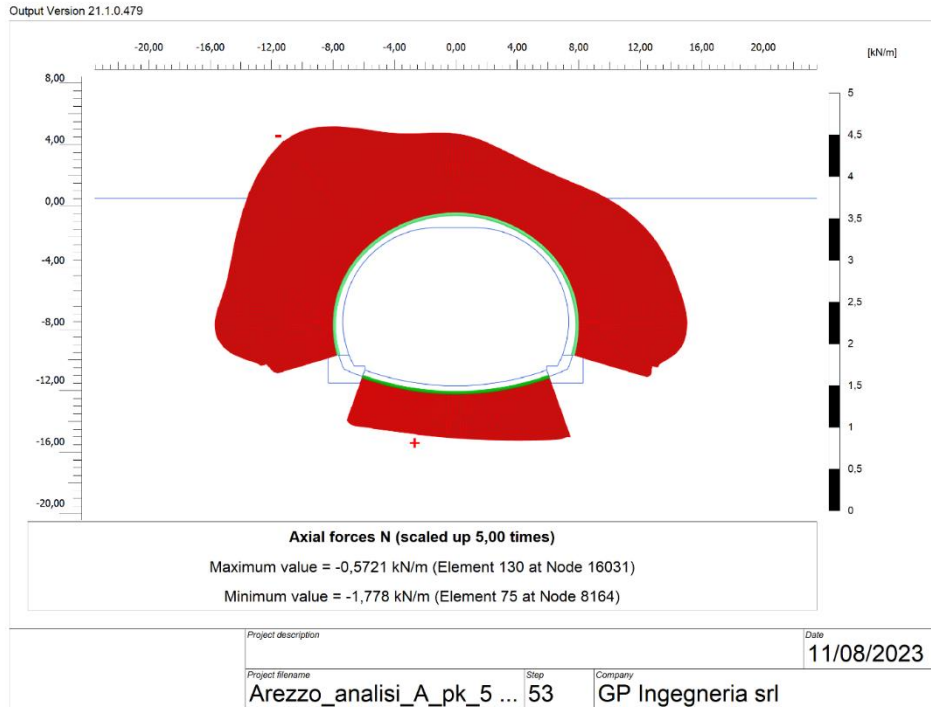 Output Version 21.1.0.479
-20,00 -16,00 -12,00 -8,00 -4,00 0,00 4,00 8,00 12,00 16,00 20,00
[kN/m]
8,00
4,00
0,00
-4,00
-8,00
-12,00
-16,00
-20,00
-
+
5
4,5
4
3,5
3
2,5
2
1,5
1
0,5
0
Axial forces N (scaled up 5,00 times)
Maximum value = -0,5721 kN/m (Element 130 at Node 16031)
Minimum value = -1,778 kN/m (Element 75 at Node 8164)
Project description
Date
11/08/2023
Project filename
Arezzo_analisi_A_pk_5 ...
Step
53
Company
GP Ingegneria srl